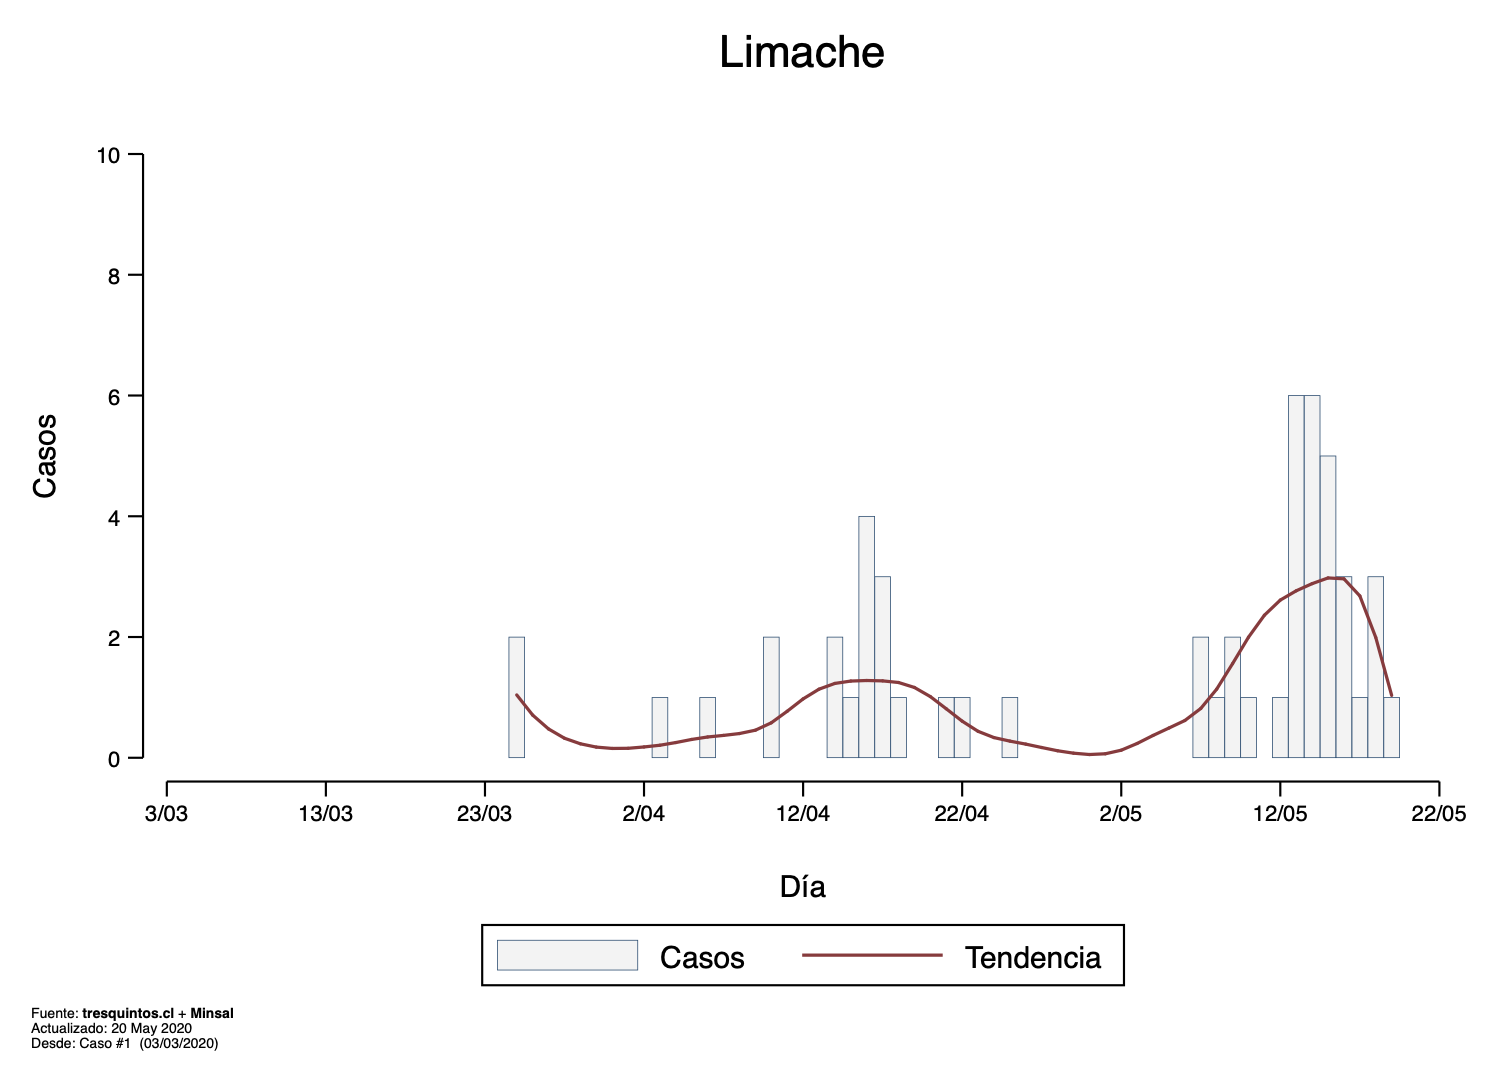 Limache
10
8
6
4
2
0
Casos
3/03 13/03 23/03 2/04 12/04 22/04 2/05 12/05 22/05
Día
Casos Tendencia
Fuente: tresquintos.cl + Minsal
Actualizado: 20 May 2020
Desde: Caso #1 (03/03/2020)